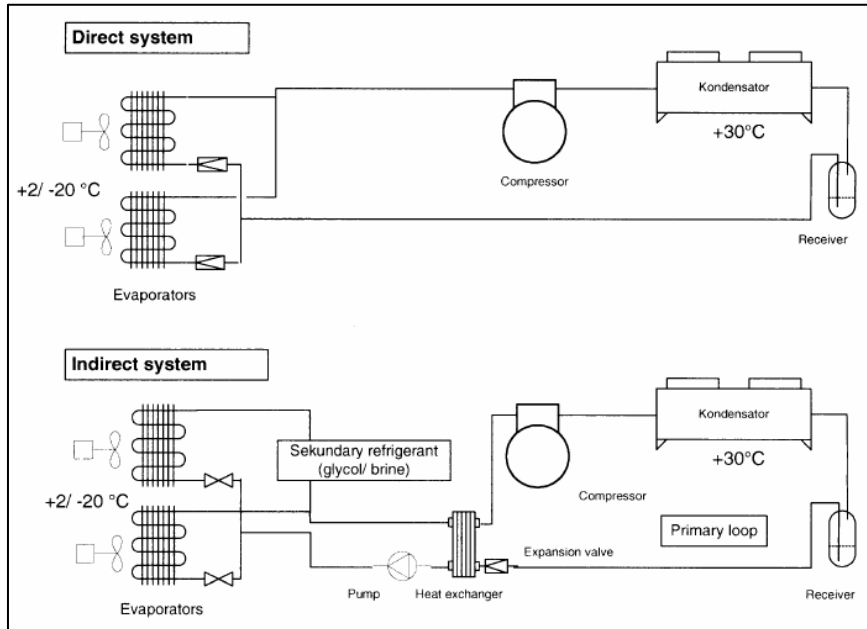 Direct system
Kondensator
+30°C
Compressor
+2/ -20 °C
Receiver
Evaporators
Indirect system
Kondensator
Sekundary refrigerant
(glycol/ brine)
+30°C
Compressor
+2/ -20 °C
Primary loop
Expansion valve
Pump
Heat exchanger
Receiver
Evaporators